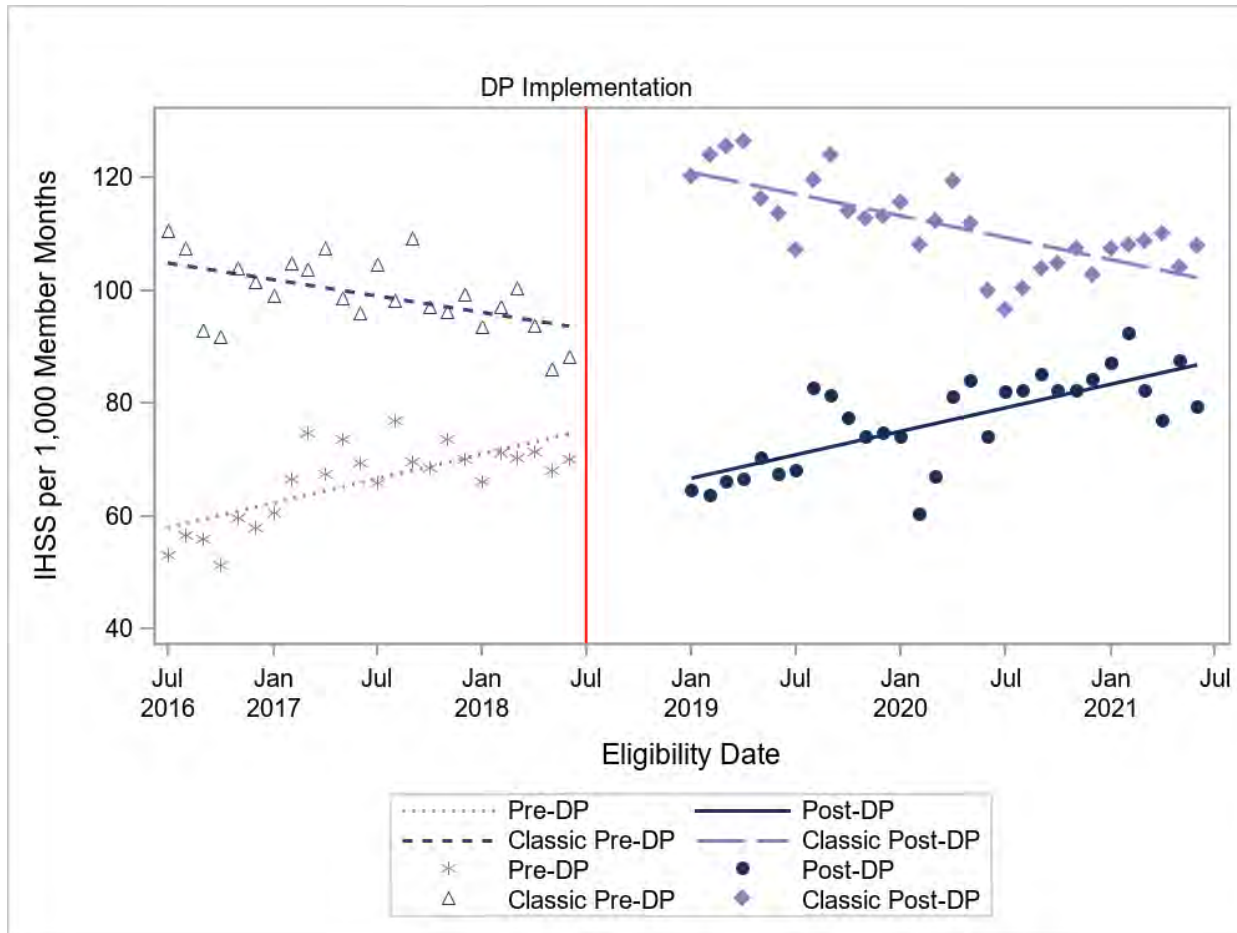 DP Implementation
IHSS per 1,000 Member Months
120
100
80
60
40
Jul Jan Jul Jan Jul Jan Jul Jan Jul Jan Jul
2016 2017 2018 2019 2020 2021
Eligibility Date
Pre-DP Post-DP
Classic Pre-DP Classic Post-DP
Pre-DP Post-DP
Classic Pre-DP Classic Post-DP